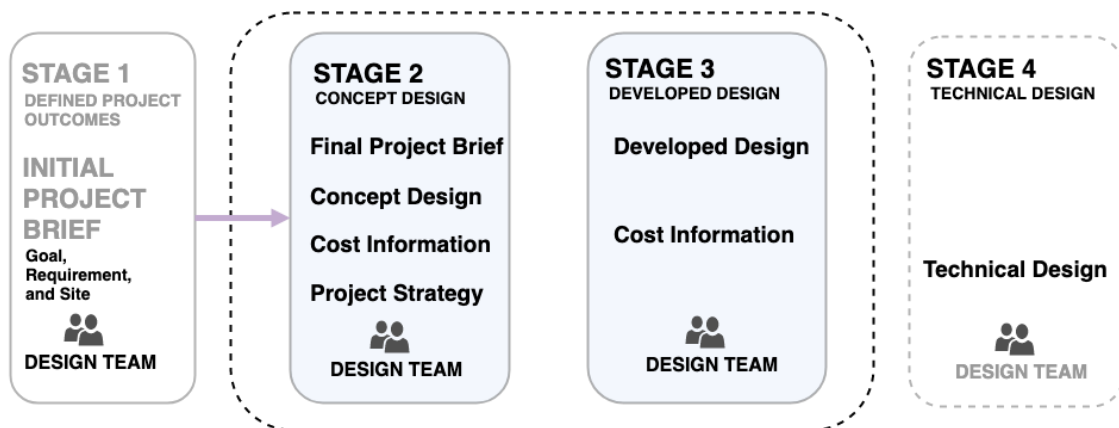 STAGE 1
DEFINED PROJECT
OUTCOMES
INITIAL
PROJECT
BRIEF
Goal,
Requirement,
and Site
DESIGN TEAM
STAGE 2
CONCEPT DESIGN
Final Project Brief
Concept Design
Cost Information
Project Strategy
DESIGN TEAM
STAGE 3
DEVELOPED DESIGN
Developed Design
Cost Information
DESIGN TEAM
STAGE 4
TECHNICAL DESIGN
Technical Design
DESIGN TEAM